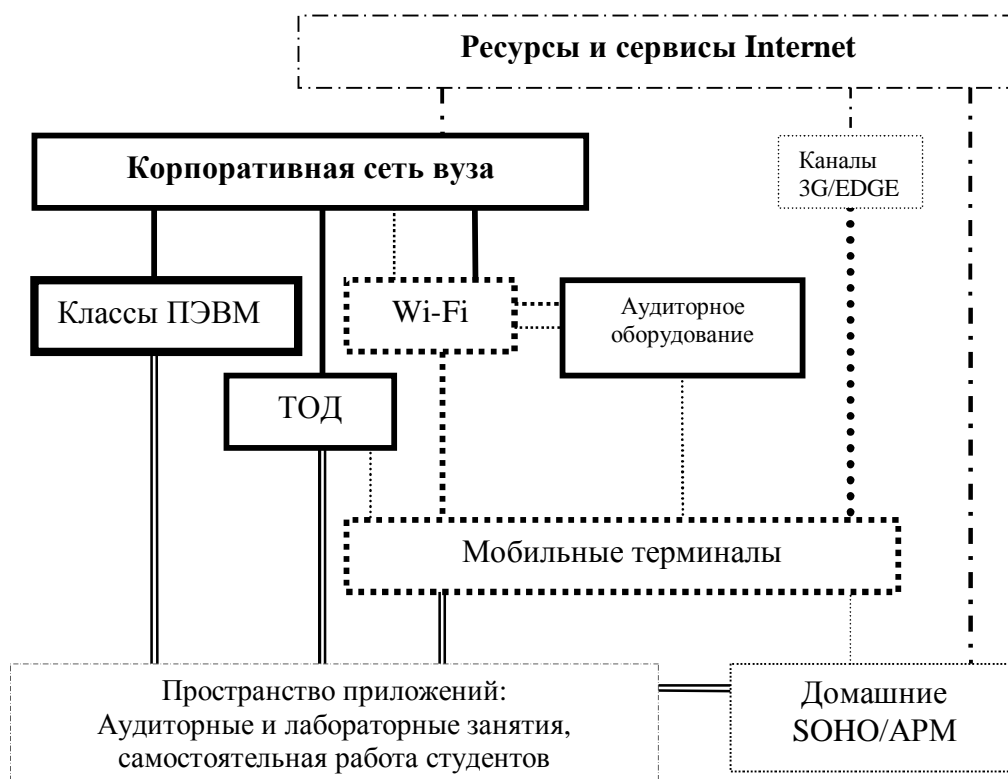 Ресурсы и сервисы Internet
Корпоративная сеть вуза
Каналы
3G/EDGE
Классы ПЭВМ
Wi-Fi
Аудиторное
оборудование
ТОД
Мобильные терминалы
Пространство приложений:
Аудиторные и лабораторные занятия,
самостоятельная работа студентов
Домашние
SOHO/АРМ